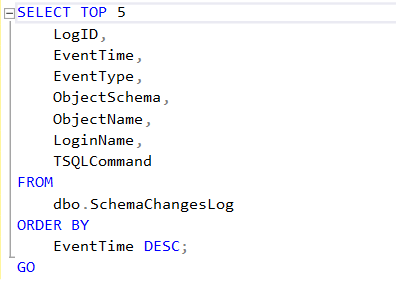 SELECT TOP 5
    LogID,
    EventTime,
    EventType,
    ObjectSchema,
    ObjectName,
    LoginName,
    TSQLCommand
FROM
    dbo.SchemaChangesLog
ORDER BY
    EventTime DESC;
GO